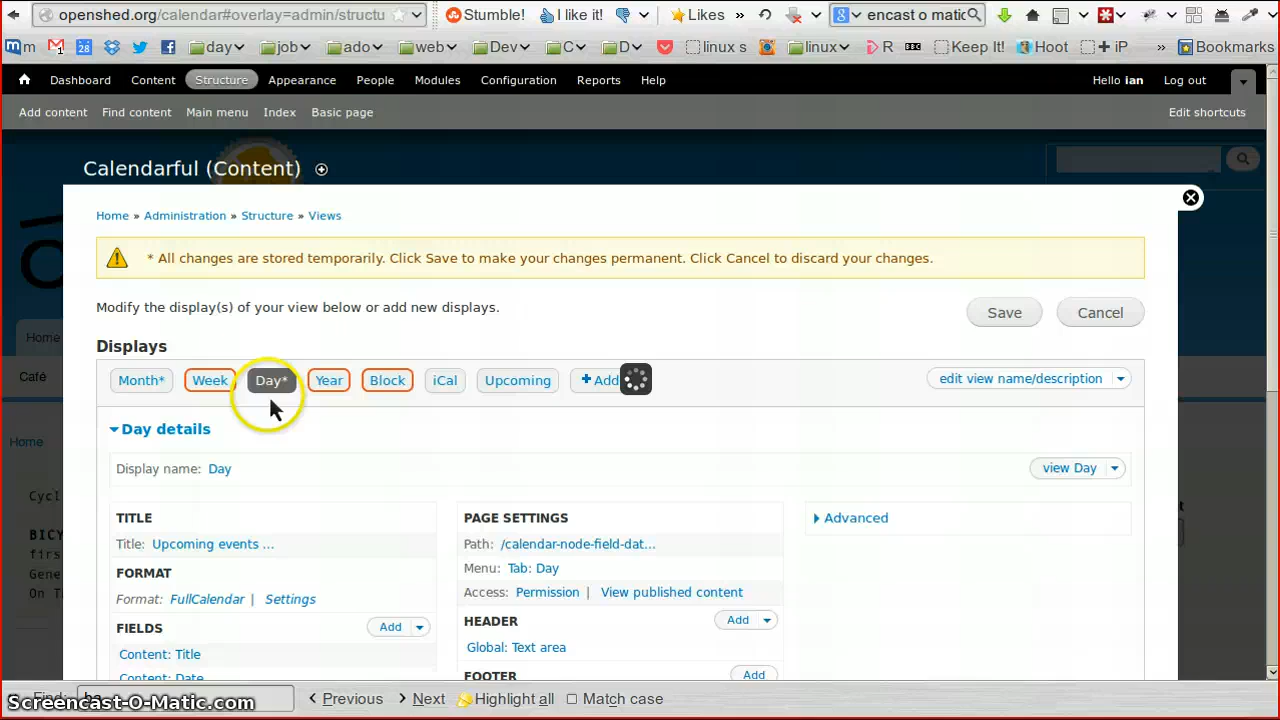 openshed.org/calendar#overlay=admin/structu Stumble! I like it! Likes encast o matic
m day job ado web Dev C D linux s linux R BBC Keep It! Hoot + iP » Bookmarks
Dashboard Content Structure Appearance People Modules Configuration Reports Help Hello ian Log out
Add content Find content Main menu Index Basic page Edit shortcuts
Calendarful (Content)
Home » Administration » Structure » Views
* All changes are stored temporarily. Click Save to make your changes permanent. Click Cancel to discard your changes.
Modify the display(s) of your view below or add new displays. Save Cancel
Displays
Home
Month* Week Day* Year Block iCal Upcoming +Add edit view name/description
Café
Day details
Home
Display name: Day view Day
Cycl
TITLE PAGE SETTINGS Advanced
BICY
Title: Upcoming events ... Path: /calendar-node-field-dat...
firs
FORMAT Menu: Tab: Day
Gene
Format: FullCalendar | Settings Access: Permission | View published content
On T
FIELDS Add HEADER Add
Content: Title Global: Text area
Content: Date FOOTER Add
Find: Previous Next Highlight all Match case
Screencast-O-Matic.com